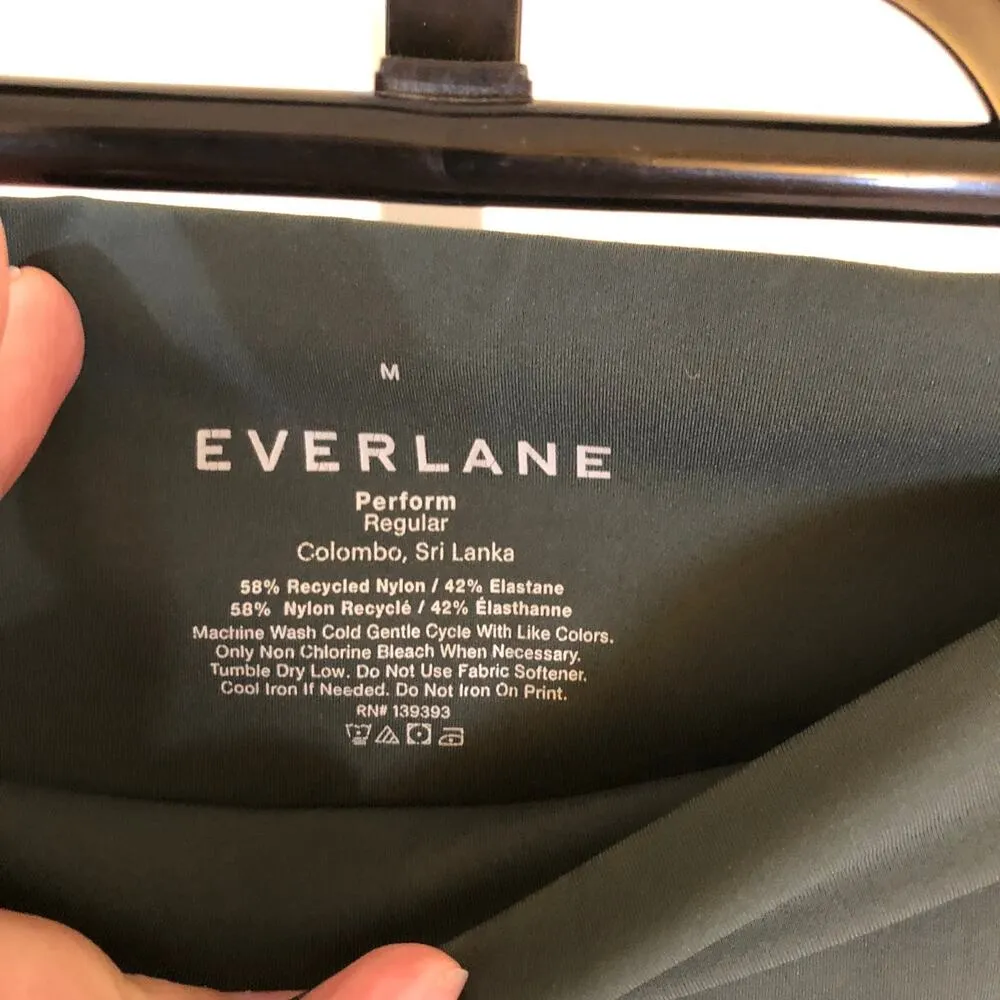 M
EVERLANE
Perform
Regular
Colombo, Sri Lanka
58% Recycled Nylon / 42% Elastane
58% Nylon Recyclé / 42% Élasthanne
Machine Wash Cold Gentle Cycle With Like Colors.
Only Non Chlorine Bleach When Necessary.
Tumble Dry Low. Do Not Use Fabric Softener.
Cool Iron If Needed. Do Not Iron On Print.
RN# 139393